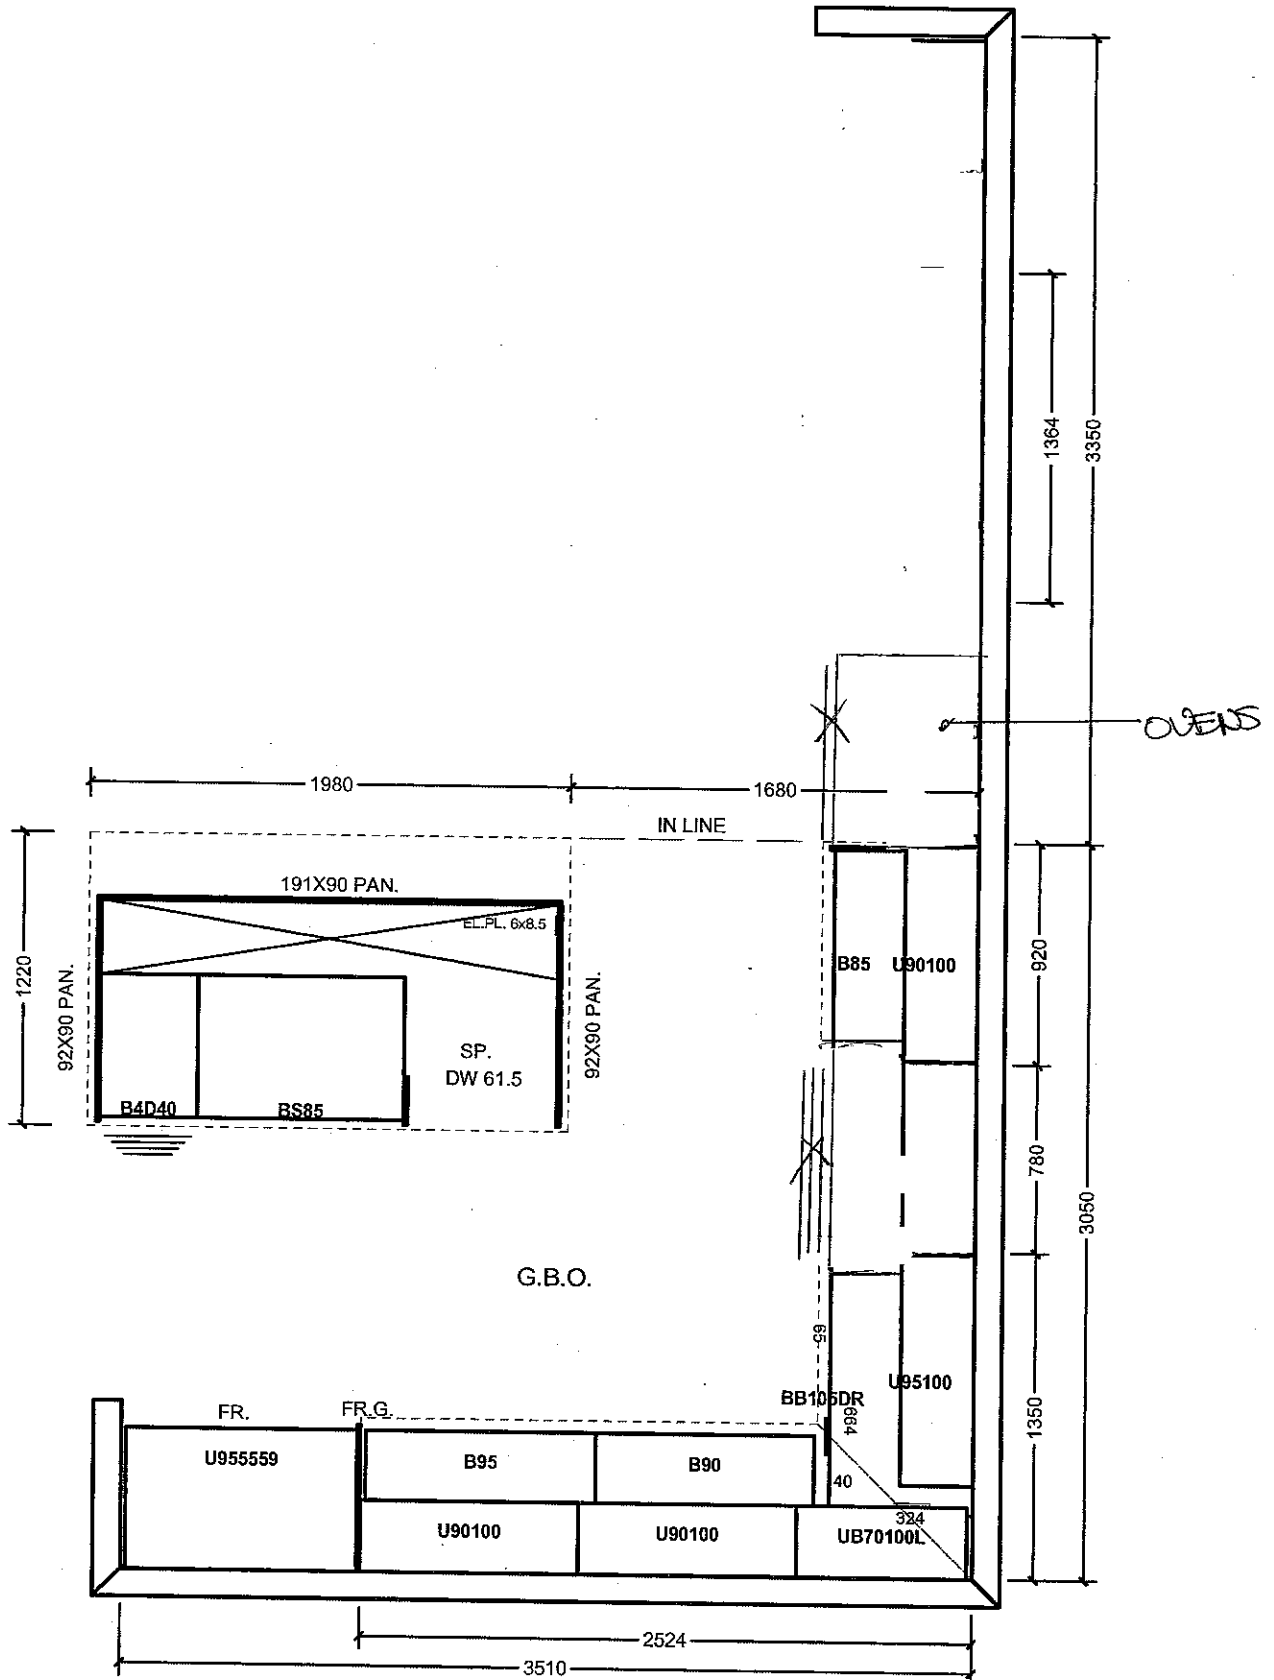 1364
3350
OVENS
1980
1680
IN LINE
191X90 PAN.
EL.PL. 6x8.5
1220
92X90 PAN.
92X90 PAN.
B85
U90100
920
SP.
DW 61.5
B4D40
BS85
780
3050
G.B.O.
65
U95100
BB105DR
664
1350
FR.
FR.G.
U955559
B95
B90
40
324
U90100
U90100
UB70100L
2524
3510